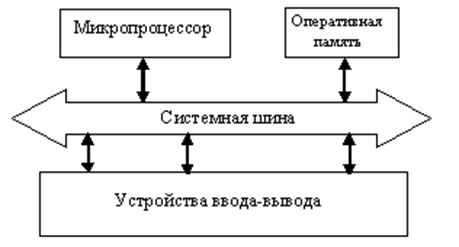 Микропроцессор
Оперативная
память
Системная шина
Устройства ввода-вывода